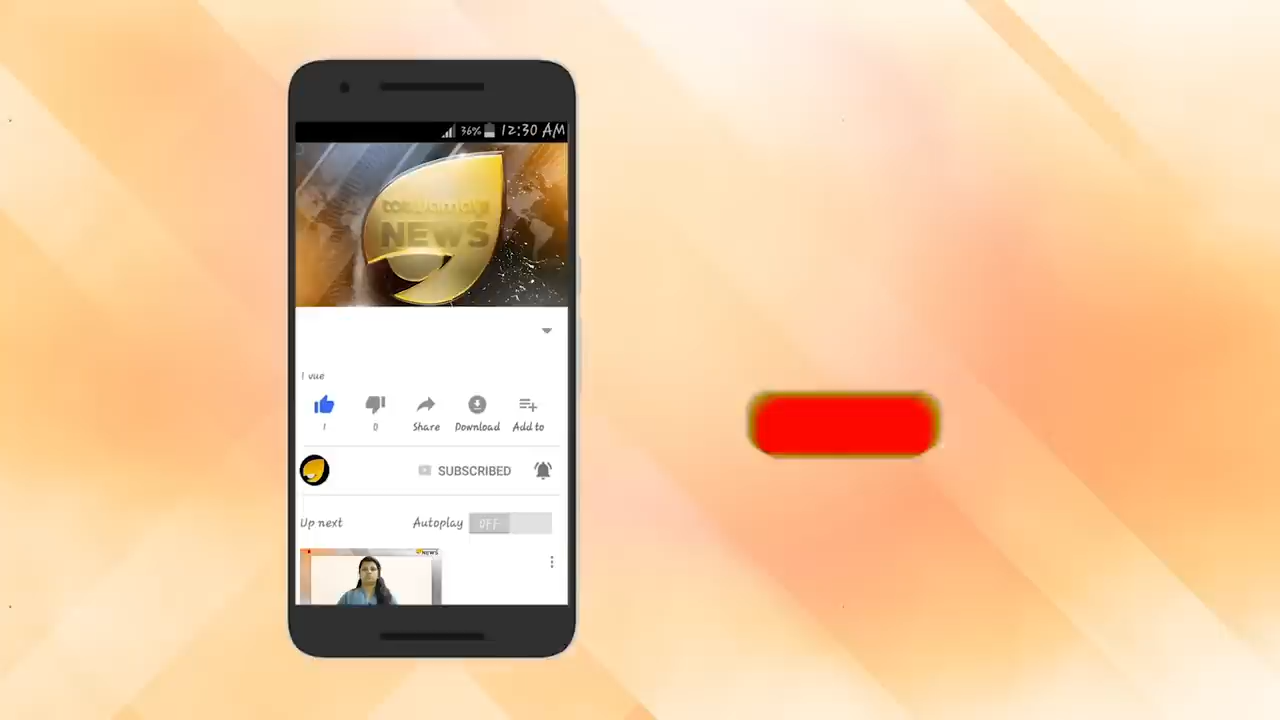 36% 12:30 AM
NEWS
1 vue
1
0
Share
Download
Add to
SUBSCRIBED
Up next
Autoplay
OFF
NEWS